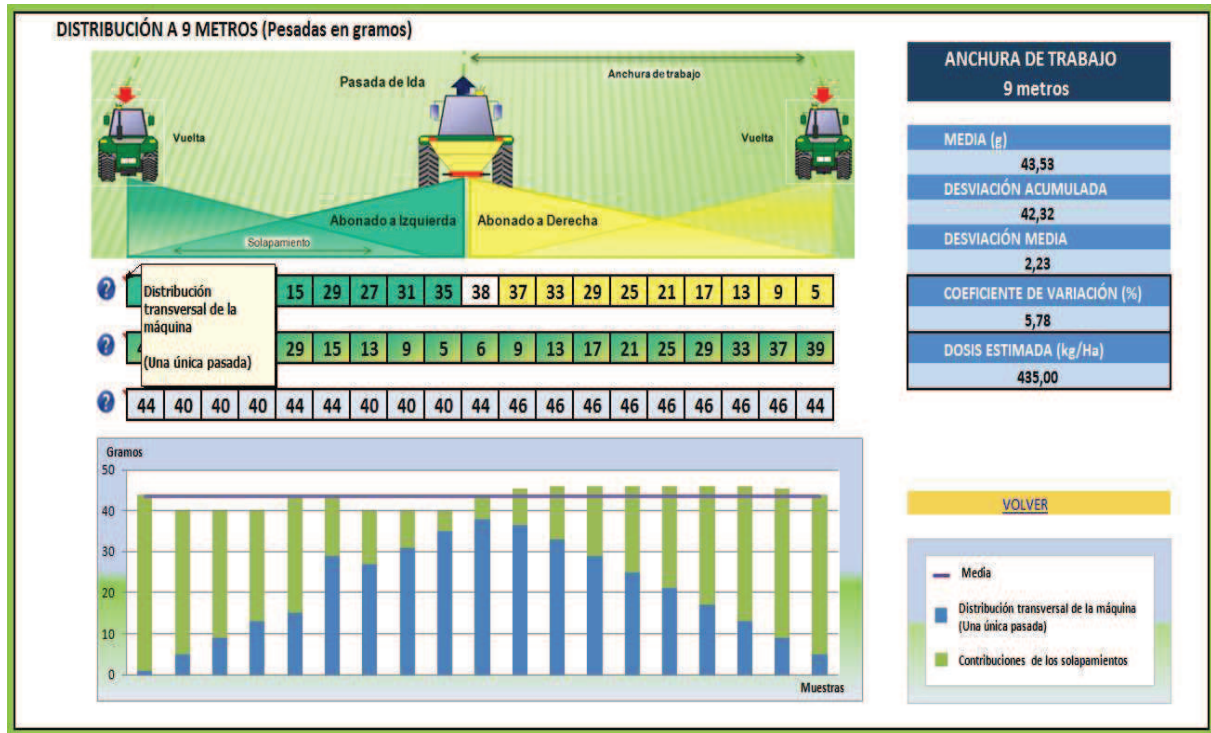 DISTRIBUCIÓN A 9 METROS (Pesadas en gramos)
Pasada de Ida
Anchura de trabajo
Vuelta
Vuelta
Abonado a Izquierda
Abonado a Derecha
Solapamiento
? 15 29 27 31 35 38 37 33 29 25 21 17 13 9 5
Distribución
transversal de la
máquina
(Una única pasada)
? 29 15 13 9 5 6 9 13 17 21 25 29 33 37 39
? 44 40 40 40 44 44 40 40 40 44 46 46 46 46 46 46 46 46 44
Gramos
50
40
30
20
10
0
Muestras
ANCHURA DE TRABAJO
9 metros
MEDIA (g)
43,53
DESVIACIÓN ACUMULADA
42,32
DESVIACIÓN MEDIA
2,23
COEFICIENTE DE VARIACIÓN (%)
5,78
DOSIS ESTIMADA (kg/Ha)
435,00
VOLVER
Media
Distribución transversal de la máquina
(Una única pasada)
Contribuciones de los solapamientos